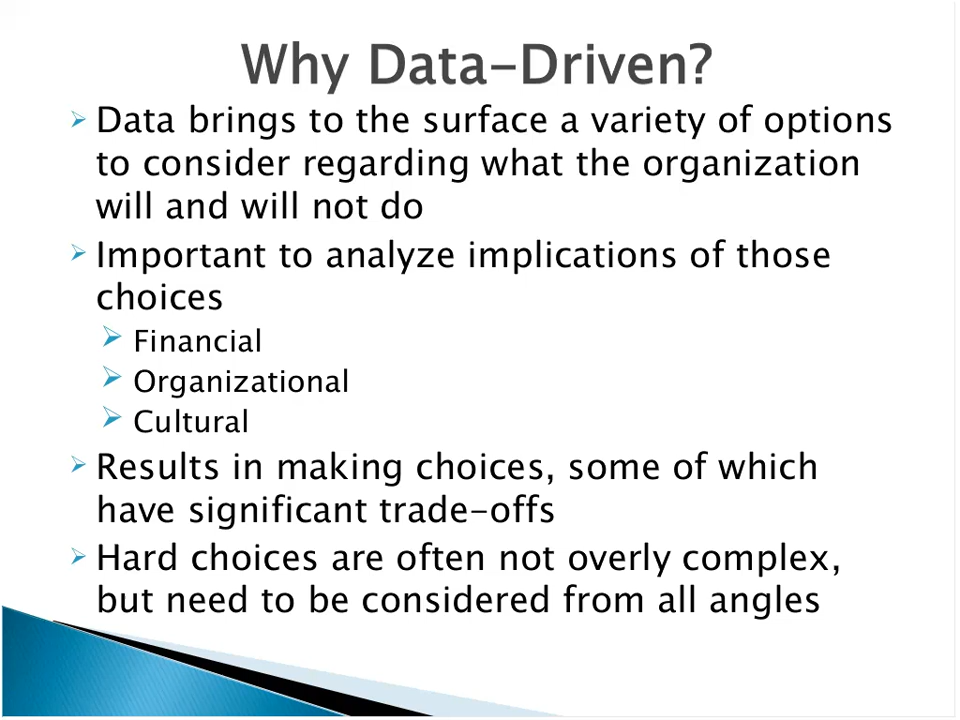 Why Data-Driven?
Data brings to the surface a variety of options
to consider regarding what the organization
will and will not do
Important to analyze implications of those
choices
Financial
Organizational
Cultural
Results in making choices, some of which
have significant trade-offs
Hard choices are often not overly complex,
but need to be considered from all angles